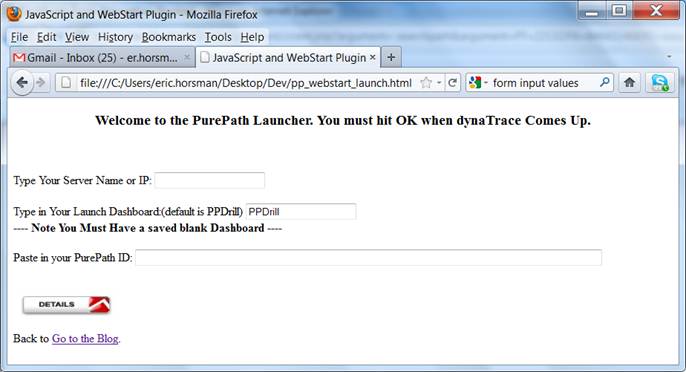 JavaScript and WebStart Plugin - Mozilla Firefox
File Edit View History Bookmarks Tools Help
Gmail - Inbox (25) - er.horsm...
JavaScript and WebStart Plugin
file:///C:/Users/eric.horsman/Desktop/Dev/pp_webstart_launch.html
form input values
Welcome to the PurePath Launcher. You must hit OK when dynaTrace Comes Up.
Type Your Server Name or IP:
Type in Your Launch Dashboard:(default is PPDrill) PPDrill
---- Note You Must Have a saved blank Dashboard ----
Paste in your PurePath ID:
DETAILS
Back to Go to the Blog.